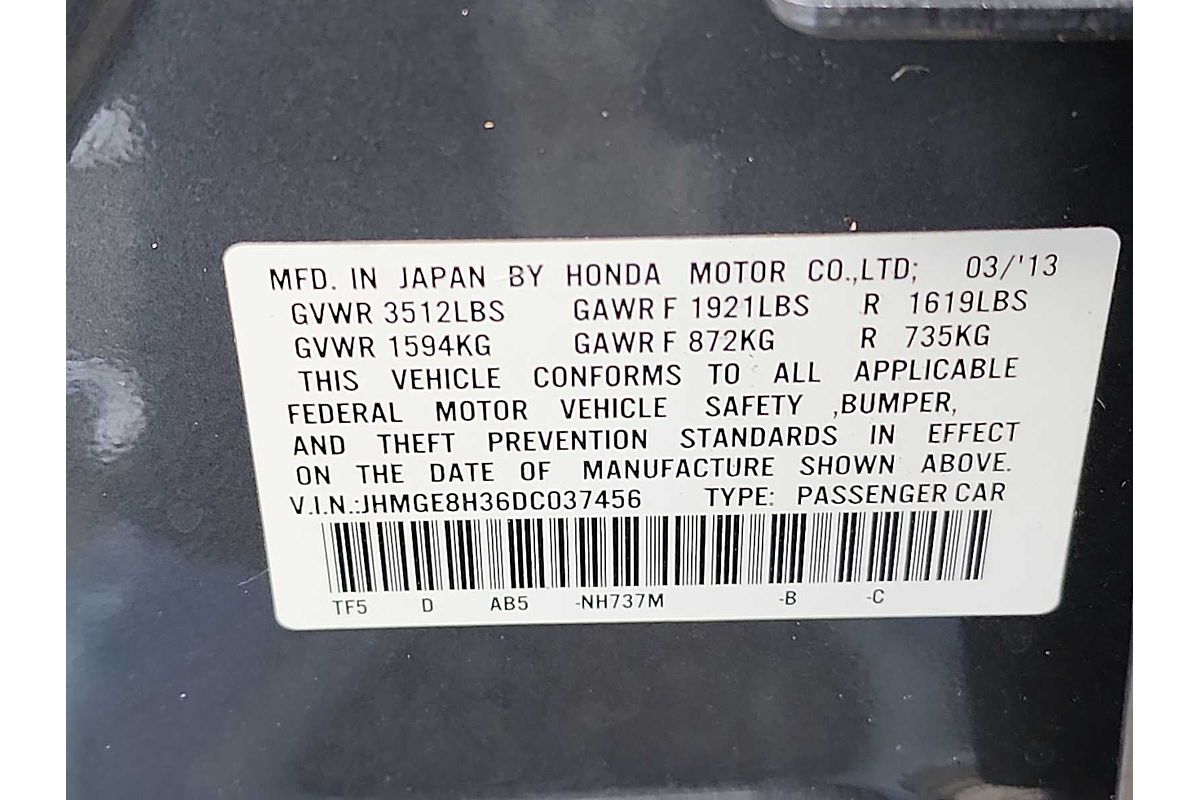 MFD. IN JAPAN BY HONDA MOTOR CO.,LTD; 03/'13
GVWR 3512LBS GAWR F 1921LBS R 1619LBS
GVWR 1594KG GAWR F 872KG R 735KG
THIS VEHICLE CONFORMS TO ALL APPLICABLE
FEDERAL MOTOR VEHICLE SAFETY ,BUMPER,
AND THEFT PREVENTION STANDARDS IN EFFECT
ON THE DATE OF MANUFACTURE SHOWN ABOVE.
V.I.N.:JHMGE8H36DC037456 TYPE: PASSENGER CAR
TF5 D AB5 -NH737M -B -C